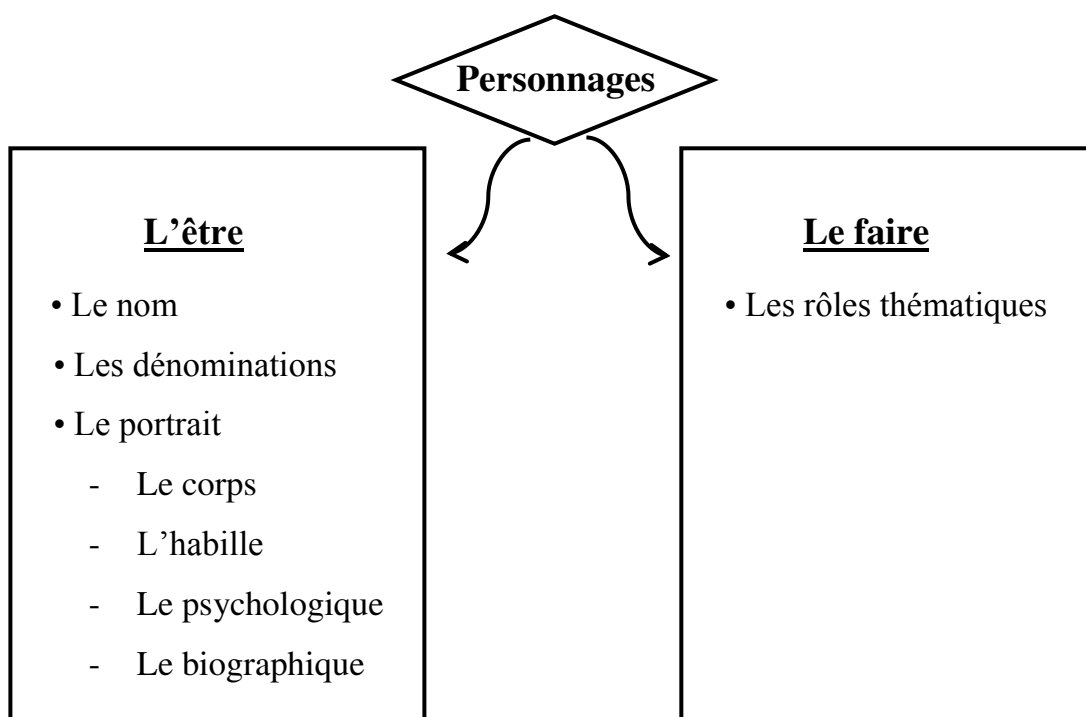 Personnages
L’être
• Le nom
• Les dénominations
• Le portrait
- Le corps
- L’habille
- Le psychologique
- Le biographique
Le faire
• Les rôles thématiques